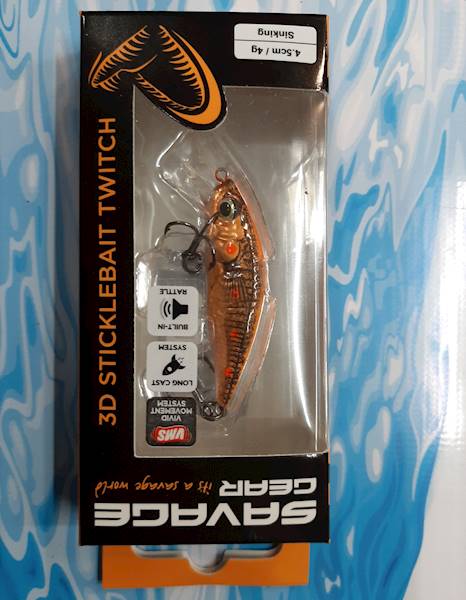 SAVAGE
GEAR
it's a savage world
VMS
VIVID
MOVEMENT
SYSTEM
LONG CAST
SYSTEM
BUILT-IN
RATTLE
3D STICKLEBAIT TWITCH
4.5cm / 4g
Sinking